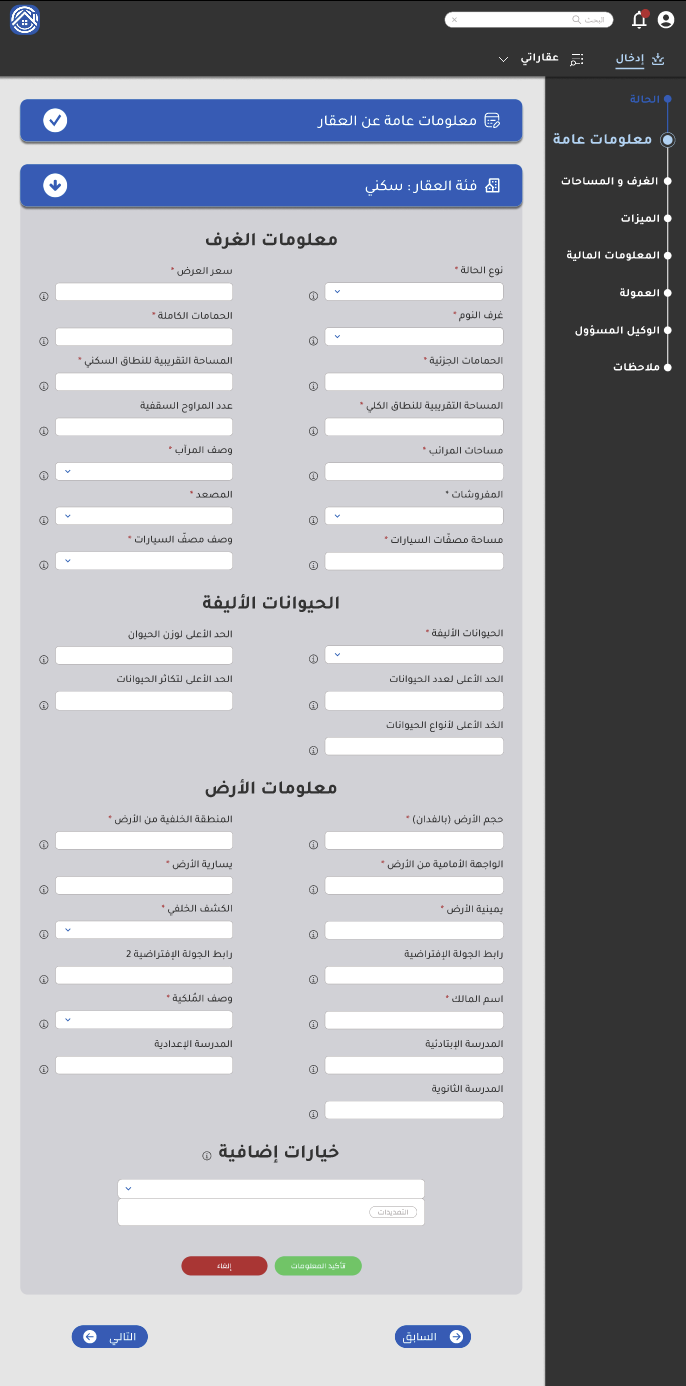 البحث
إدخال
عقاراتي
الحالة
معلومات عامة
الغرف و المساحات
الميزات
المعلومات المالية
العمولة
الوكيل المسؤول
ملاحظات
معلومات عامة عن العقار
فئة العقار : سكني
معلومات الغرف
نوع الحالة *
سعر العرض *
غرف النوم *
الحمامات الكاملة *
الحمامات الجزئية *
المساحة التقريبية للنطاق السكني *
المساحة التقريبية للنطاق الكلي *
عدد المراوح السقفية
مساحات المرائب *
وصف المرآب *
المفروشات *
المصعد *
مساحة مصفّات السيارات *
وصف مصفّ السيارات *
الحيوانات الأليفة
الحيوانات الأليفة *
الحد الأعلى لوزن الحيوان
الحد الأعلى لعدد الحيوانات
الحد الأعلى لتكاثر الحيوانات
الخد الأعلى لأنواع الحيوانات
معلومات الأرض
حجم الأرض (بالفدان) *
المنطقة الخلفية من الأرض *
الواجهة الأمامية من الأرض *
يسارية الأرض *
يمينية الأرض *
الكشف الخلفي *
رابط الجولة الإفتراضية
رابط الجولة الإفتراضية 2
اسم المالك *
وصف المُلكية *
المدرسة الإبتادئية
المدرسة الإعدادية
المدرسة الثانوية
خيارات إضافية
التمديدات
تأكيد المعلومات
إلغاء
السابق
التالي